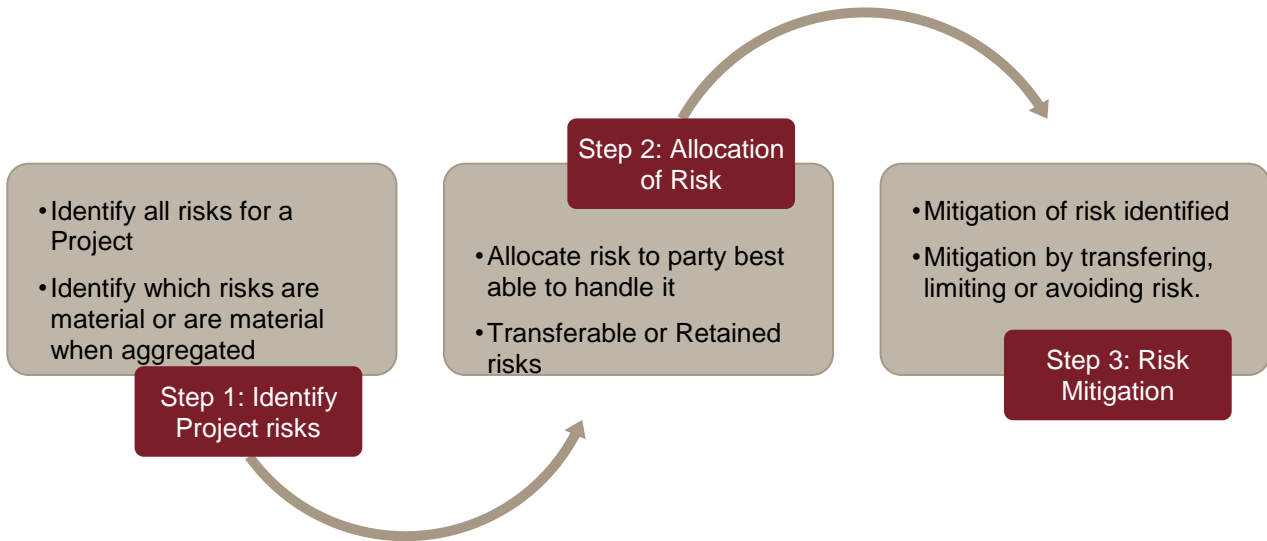 •Identify all risks for a
Project
•Identify which risks are
material or are material
when aggregated
Step 1: Identify
Project risks
Step 2: Allocation
of Risk
•Allocate risk to party best
able to handle it
•Transferable or Retained
risks
•Mitigation of risk identified
•Mitigation by transfering,
limiting or avoiding risk.
Step 3: Risk
Mitigation